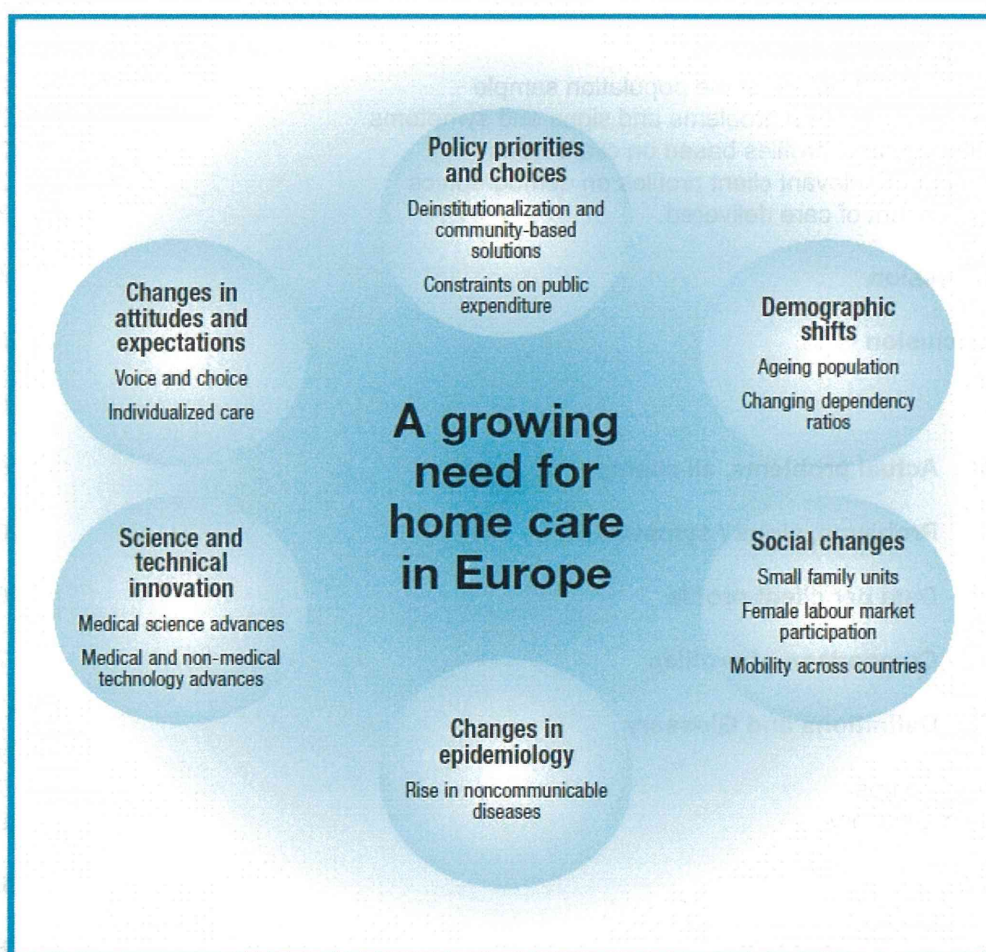 Policy priorities
and choices
Deinstitutionalization and
community-based
solutions
Constraints on public
expenditure
Changes in
attitudes and
expectations
Voice and choice
Individualized care
Demographic
shifts
Ageing population
Changing dependency
ratios
A growing
need for
home care
in Europe
Science and
technical
innovation
Medical science advances
Medical and non-medical
technology advances
Social changes
Small family units
Female labour market
participation
Mobility across countries
Changes in
epidemiology
Rise in noncommunicable
diseases